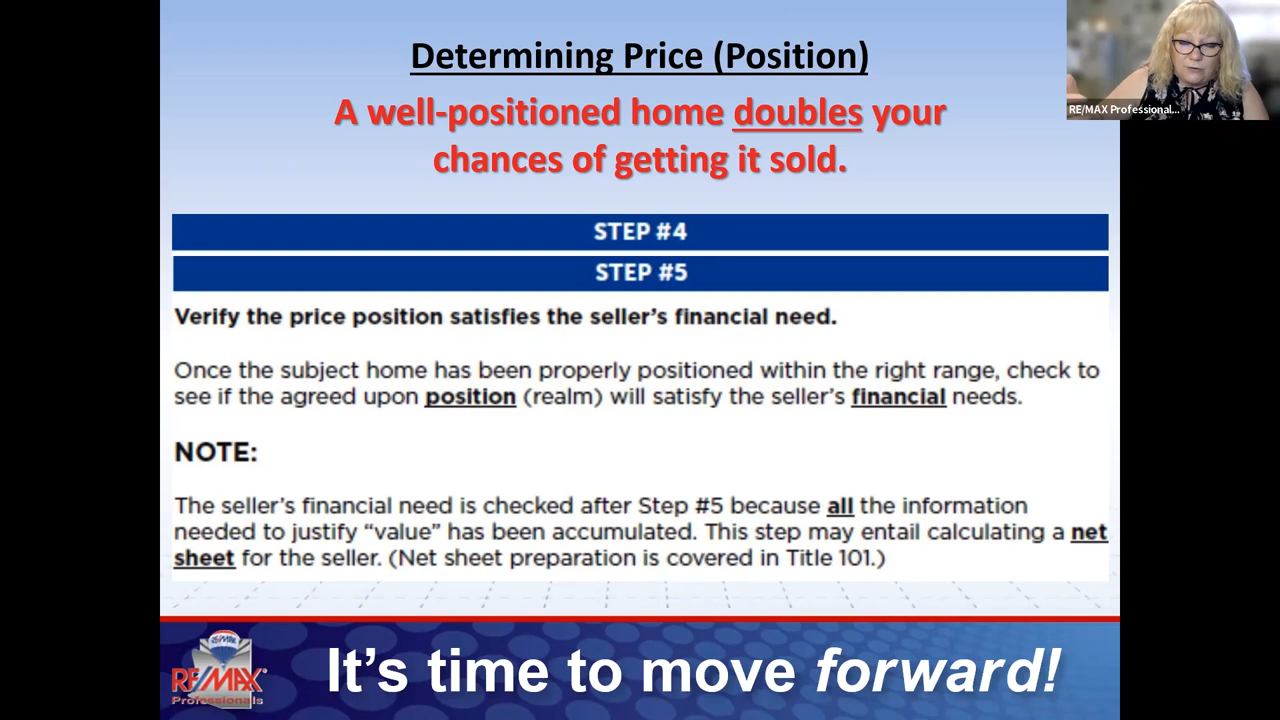 Determining Price (Position)
A well-positioned home doubles your
chances of getting it sold.
RE/MAX Professional...
STEP #4
STEP #5
Verify the price position satisfies the seller's financial need.
Once the subject home has been properly positioned within the right range, check to
see if the agreed upon position (realm) will satisfy the seller's financial needs.
NOTE:
The seller's financial need is checked after Step #5 because all the information
needed to justify “value” has been accumulated. This step may entail calculating a net
sheet for the seller. (Net sheet preparation is covered in Title 101.)
RE/MAX
RE/MAX®
Professionals
It's time to move forward!